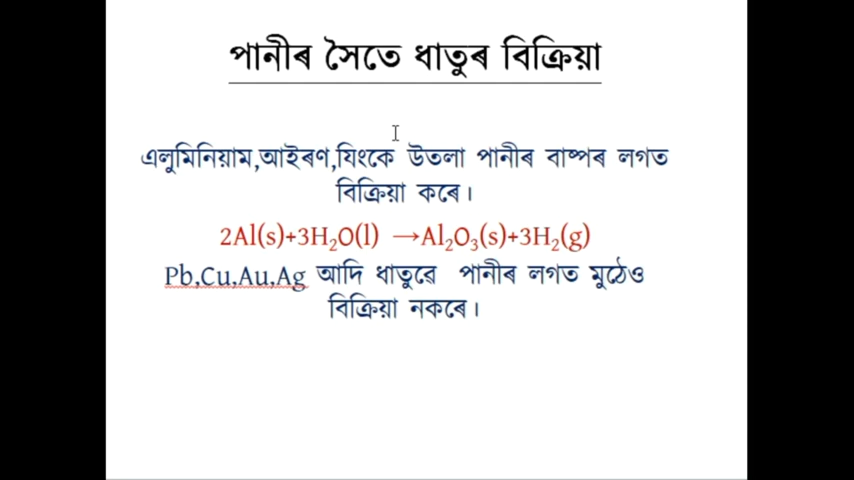 পানীৰ সৈতে ধাতুৰ বিক্ৰিয়া
এলুমিনিয়াম,আইৰণ,যিংকে উতলা পানীৰ বাষ্পৰ লগত
বিক্ৰিয়া কৰে।
2Al(s)+3H₂O(l) →Al₂O₃(s)+3H₂(g)
Pb,Cu,Au,Ag আদি ধাতুৱে পানীৰ লগত মুঠেও
বিক্ৰিয়া নকৰে।